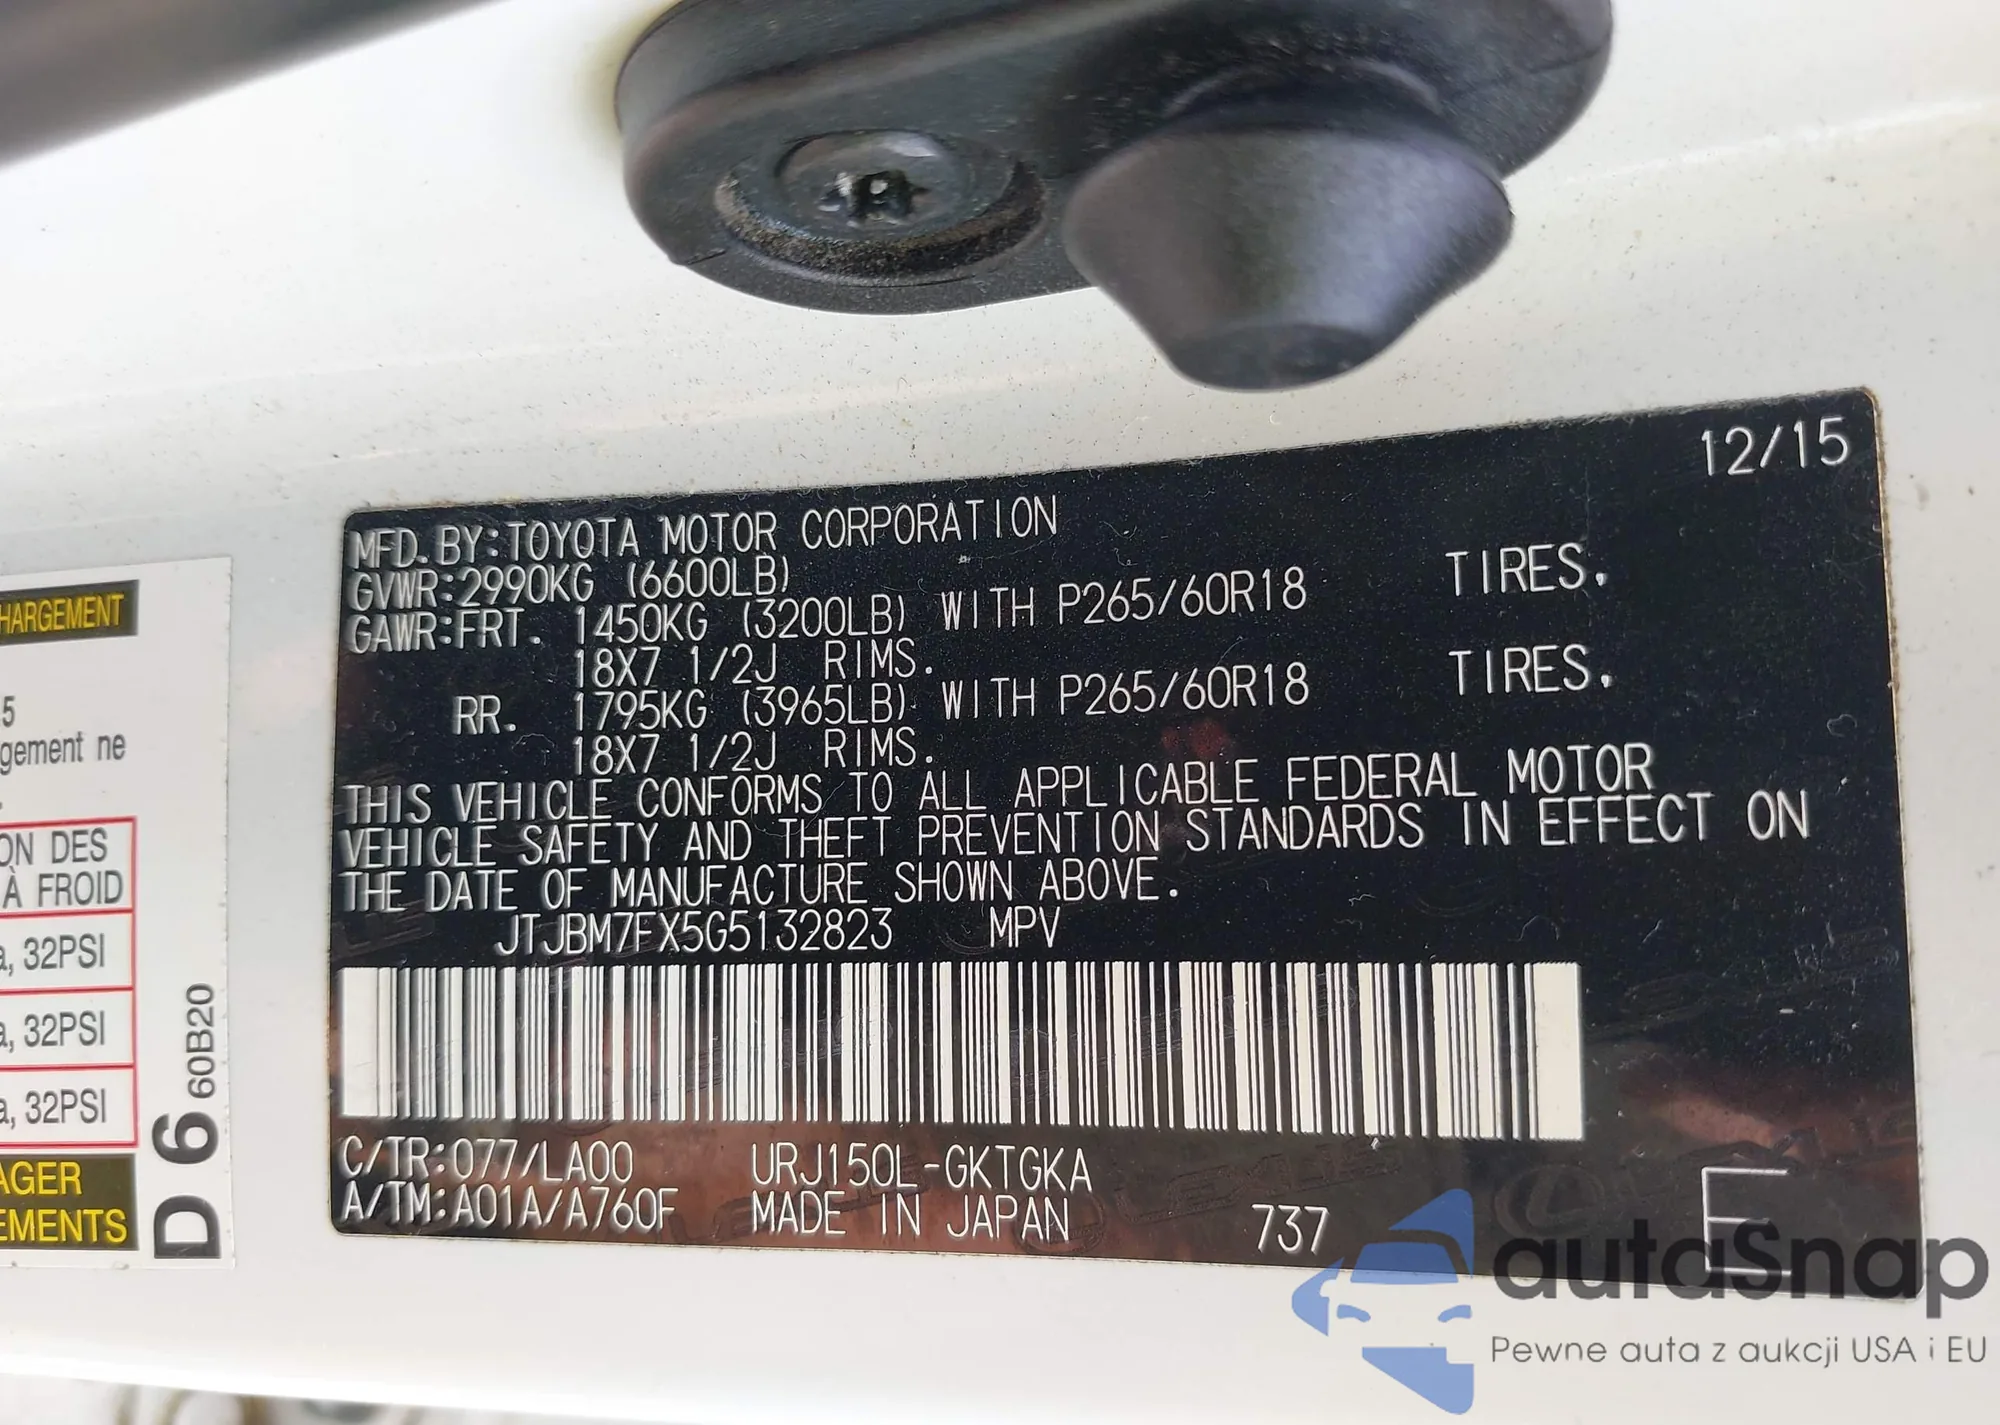 12/15
MFD. BY:TOYOTA MOTOR CORPORATION
GVWR:2990KG (6600LB)
GAWR:FRT. 1450KG (3200LB) WITH P265/60R18 TIRES.
18X7 1/2J RIMS.
RR. 1795KG (3965LB) WITH P265/60R18 TIRES.
18X7 1/2J RIMS.
THIS VEHICLE CONFORMS TO ALL APPLICABLE FEDERAL MOTOR
VEHICLE SAFETY AND THEFT PREVENTION STANDARDS IN EFFECT ON
THE DATE OF MANUFACTURE SHOWN ABOVE.
JTJBM7FX5G5132823 MPV
C/TR:077/LA00 URJ150L-GKTGKA
A/TM:A01A/A760F MADE IN JAPAN 737 E
HARGEMENT
5
gement ne
ON DES
À FROID
a, 32PSI
a, 32PSI
a, 32PSI
AGER
EMENTS
D 6 60B20
autaSnap
Pewne auta z aukcji USA i EU